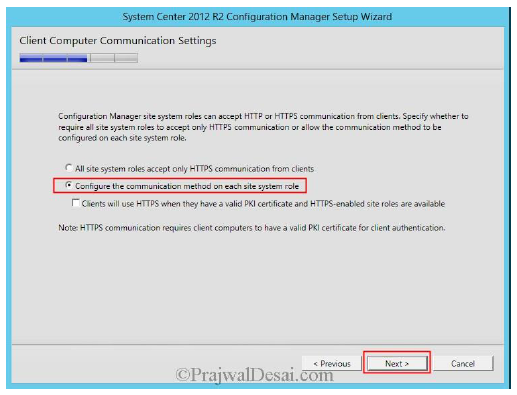 System Center 2012 R2 Configuration Manager Setup Wizard
Client Computer Communication Settings
Configuration Manager site system roles can accept HTTP or HTTPS communication from clients. Specify whether to
require all site system roles to accept only HTTPS communication or allow the communication method to be
configured on each site system role.
All site system roles accept only HTTPS communication from clients
Configure the communication method on each site system role
Clients will use HTTPS when they have a valid PKI certificate and HTTPS-enabled site roles are available
Note: HTTPS communication requires client computers to have a valid PKI certificate for client authentication.
< Previous Next > Cancel
©PrajwalDesai.com